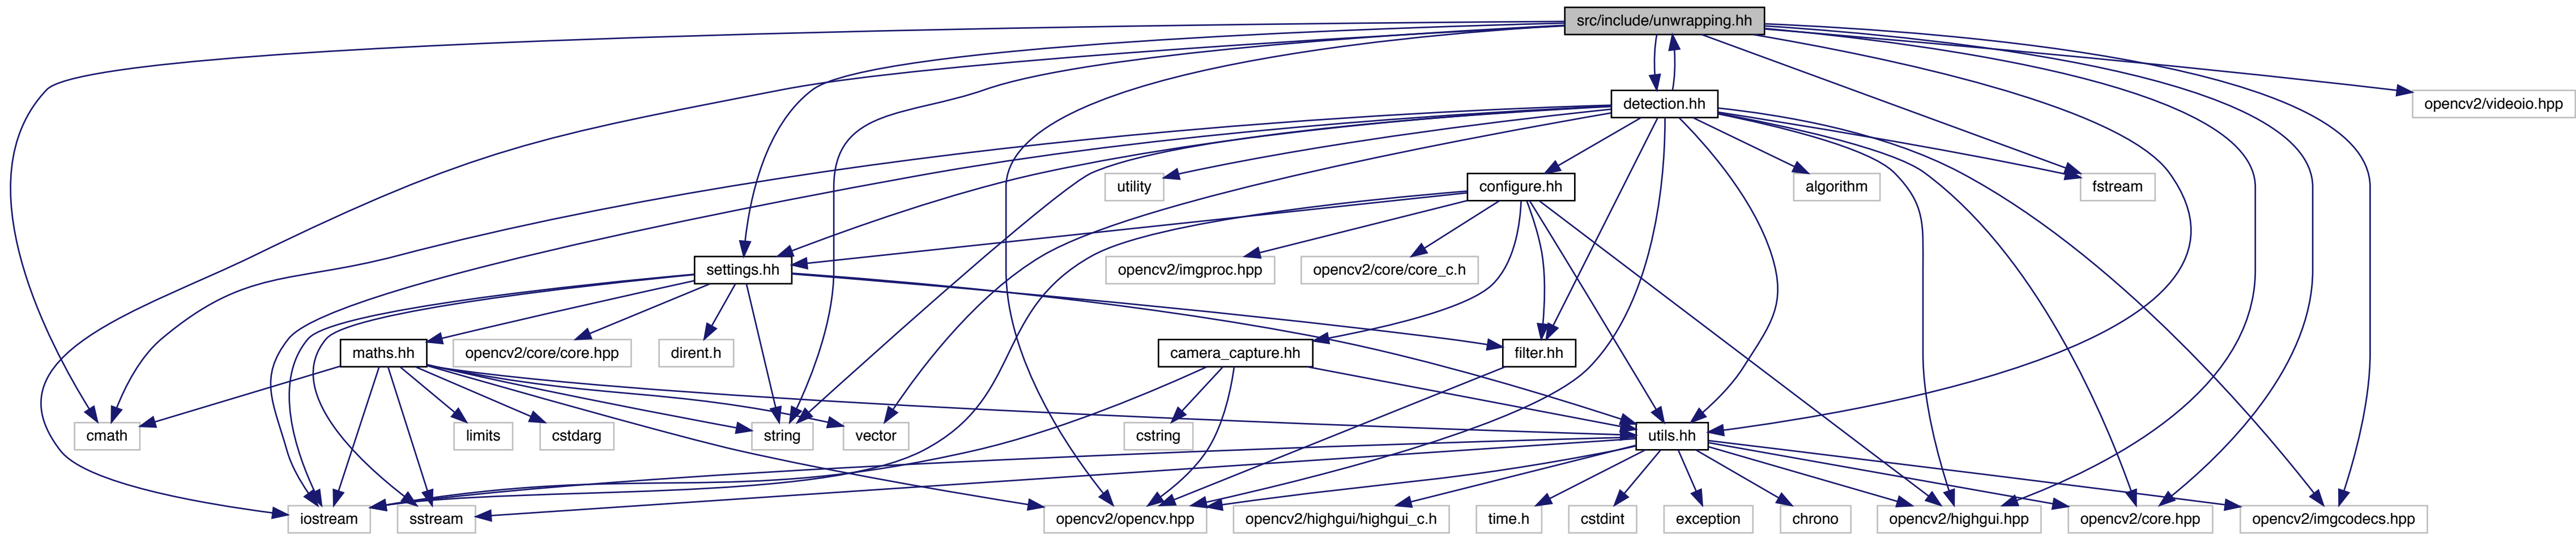 src/include/unwrapping.hh
detection.hh
opencv2/videoio.hpp
utility
configure.hh
algorithm
fstream
settings.hh
opencv2/imgproc.hpp
opencv2/core/core_c.h
maths.hh
opencv2/core/core.hpp
dirent.h
camera_capture.hh
filter.hh
cmath
limits
cstdarg
string
vector
cstring
utils.hh
iostream
sstream
opencv2/opencv.hpp
opencv2/highgui/highgui_c.h
time.h
cstdint
exception
chrono
opencv2/highgui.hpp
opencv2/core.hpp
opencv2/imgcodecs.hpp